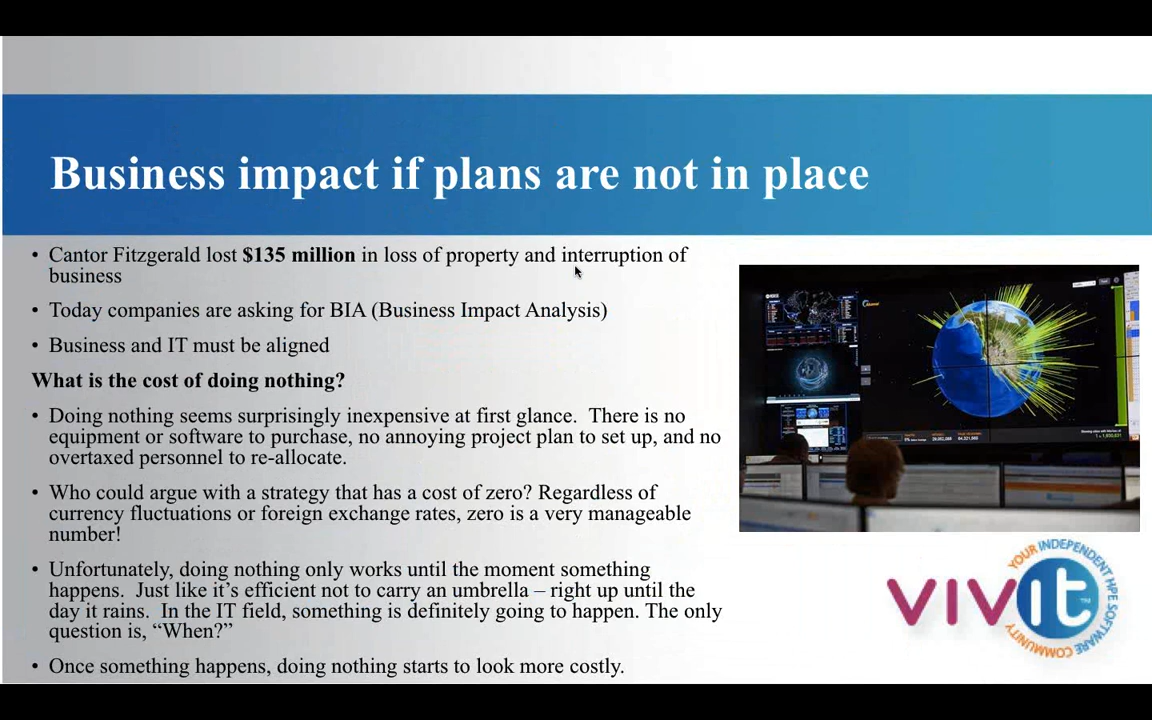 Business impact if plans are not in place
• Cantor Fitzgerald lost $135 million in loss of property and interruption of
business
• Today companies are asking for BIA (Business Impact Analysis)
• Business and IT must be aligned
What is the cost of doing nothing?
• Doing nothing seems surprisingly inexpensive at first glance.  There is no
equipment or software to purchase, no annoying project plan to set up, and no
overtaxed personnel to re-allocate.
• Who could argue with a strategy that has a cost of zero? Regardless of
currency fluctuations or foreign exchange rates, zero is a very manageable
number!
• Unfortunately, doing nothing only works until the moment something
happens.  Just like it’s efficient not to carry an umbrella – right up until the
day it rains.  In the IT field, something is definitely going to happen. The only
question is, “When?”
• Once something happens, doing nothing starts to look more costly.
vivit
TM
YOUR INDEPENDENT HPE SOFTWARE COMMUNITY